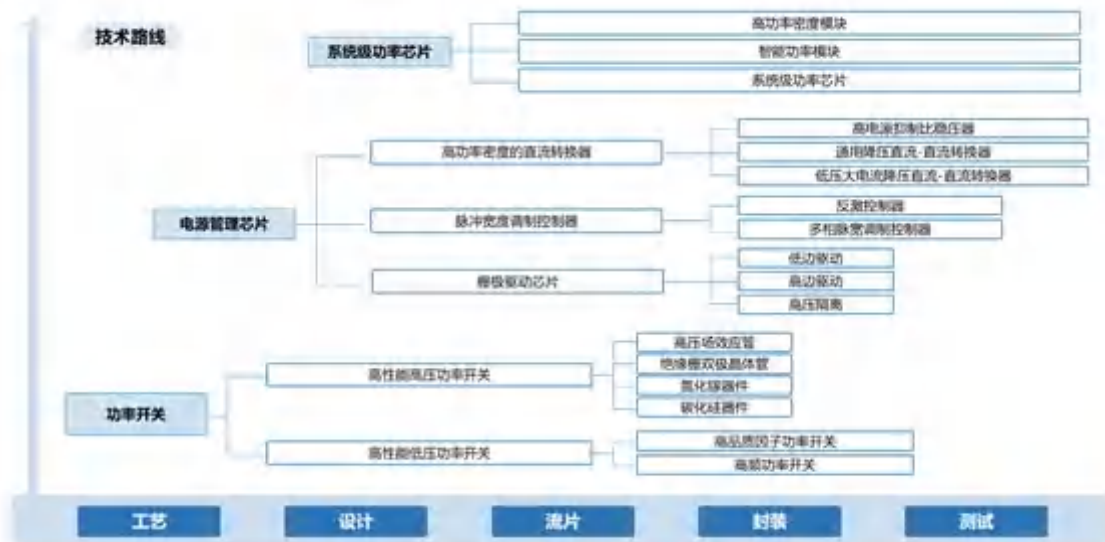 技术路线
系统级功率芯片
高功率密度模块
智能功率模块
系统级功率芯片
电源管理芯片
高功率密度的直流转换器
高电源抑制比稳压器
通用降压直流-直流转换器
低压大电流降压直流-直流转换器
脉冲宽度调制控制器
反激控制器
多相脉宽调制控制器
栅极驱动芯片
低边驱动
高边驱动
高压隔离
功率开关
高性能高压功率开关
高压场效应管
绝缘栅双极晶体管
氮化镓器件
碳化硅器件
高性能低压功率开关
高品质因子功率开关
高频功率开关
工艺
设计
流片
封装
测试